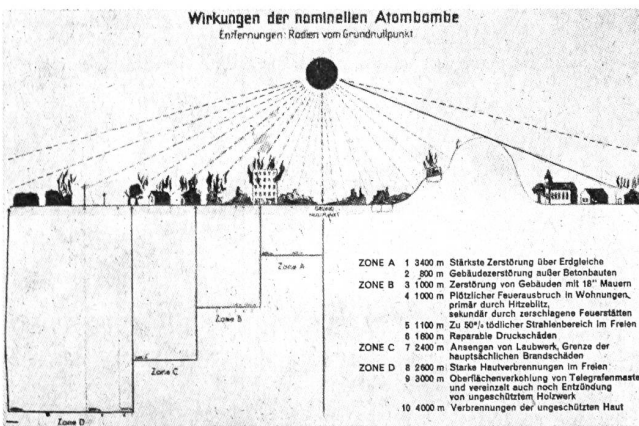 Wirkungen der nominellen Atombombe
Entfernungen: Radien vom Grundnullpunkt
GRUND
NULLPUNKT
Zone A
Zone B
Zone C
Zone D
ZONE A 1 3400 m Stärkste Zerstörung über Erdgleiche
2 800 m Gebäudezerstörung außer Betonbauten
ZONE B 3 1000 m Zerstörung von Gebäuden mit 18" Mauern
4 1000 m Plötzlicher Feuerausbruch in Wohnungen,
primär durch Hitzeblitz,
sekundär durch zerschlagene Feuerstätten
5 1100 m Zu 50% tödlicher Strahlenbereich im Freien
6 1600 m Reparable Druckschäden
ZONE C 7 2400 m Ansengen von Laubwerk, Grenze der
hauptsächlichen Brandschäden
ZONE D 8 2600 m Starke Hautverbrennungen im Freien
9 3000 m Oberflächenverkohlung von Telegrafenmaste
und vereinzelt auch noch Entzündung
von ungeschütztem Holzwerk
10 4000 m Verbrennungen der ungeschützten Haut